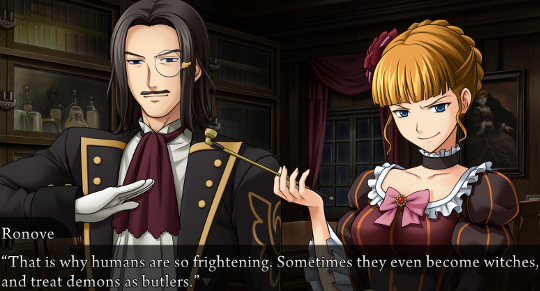 Ronove
“That is why humans are so frightening. Sometimes they even become witches,
and treat demons as butlers.”